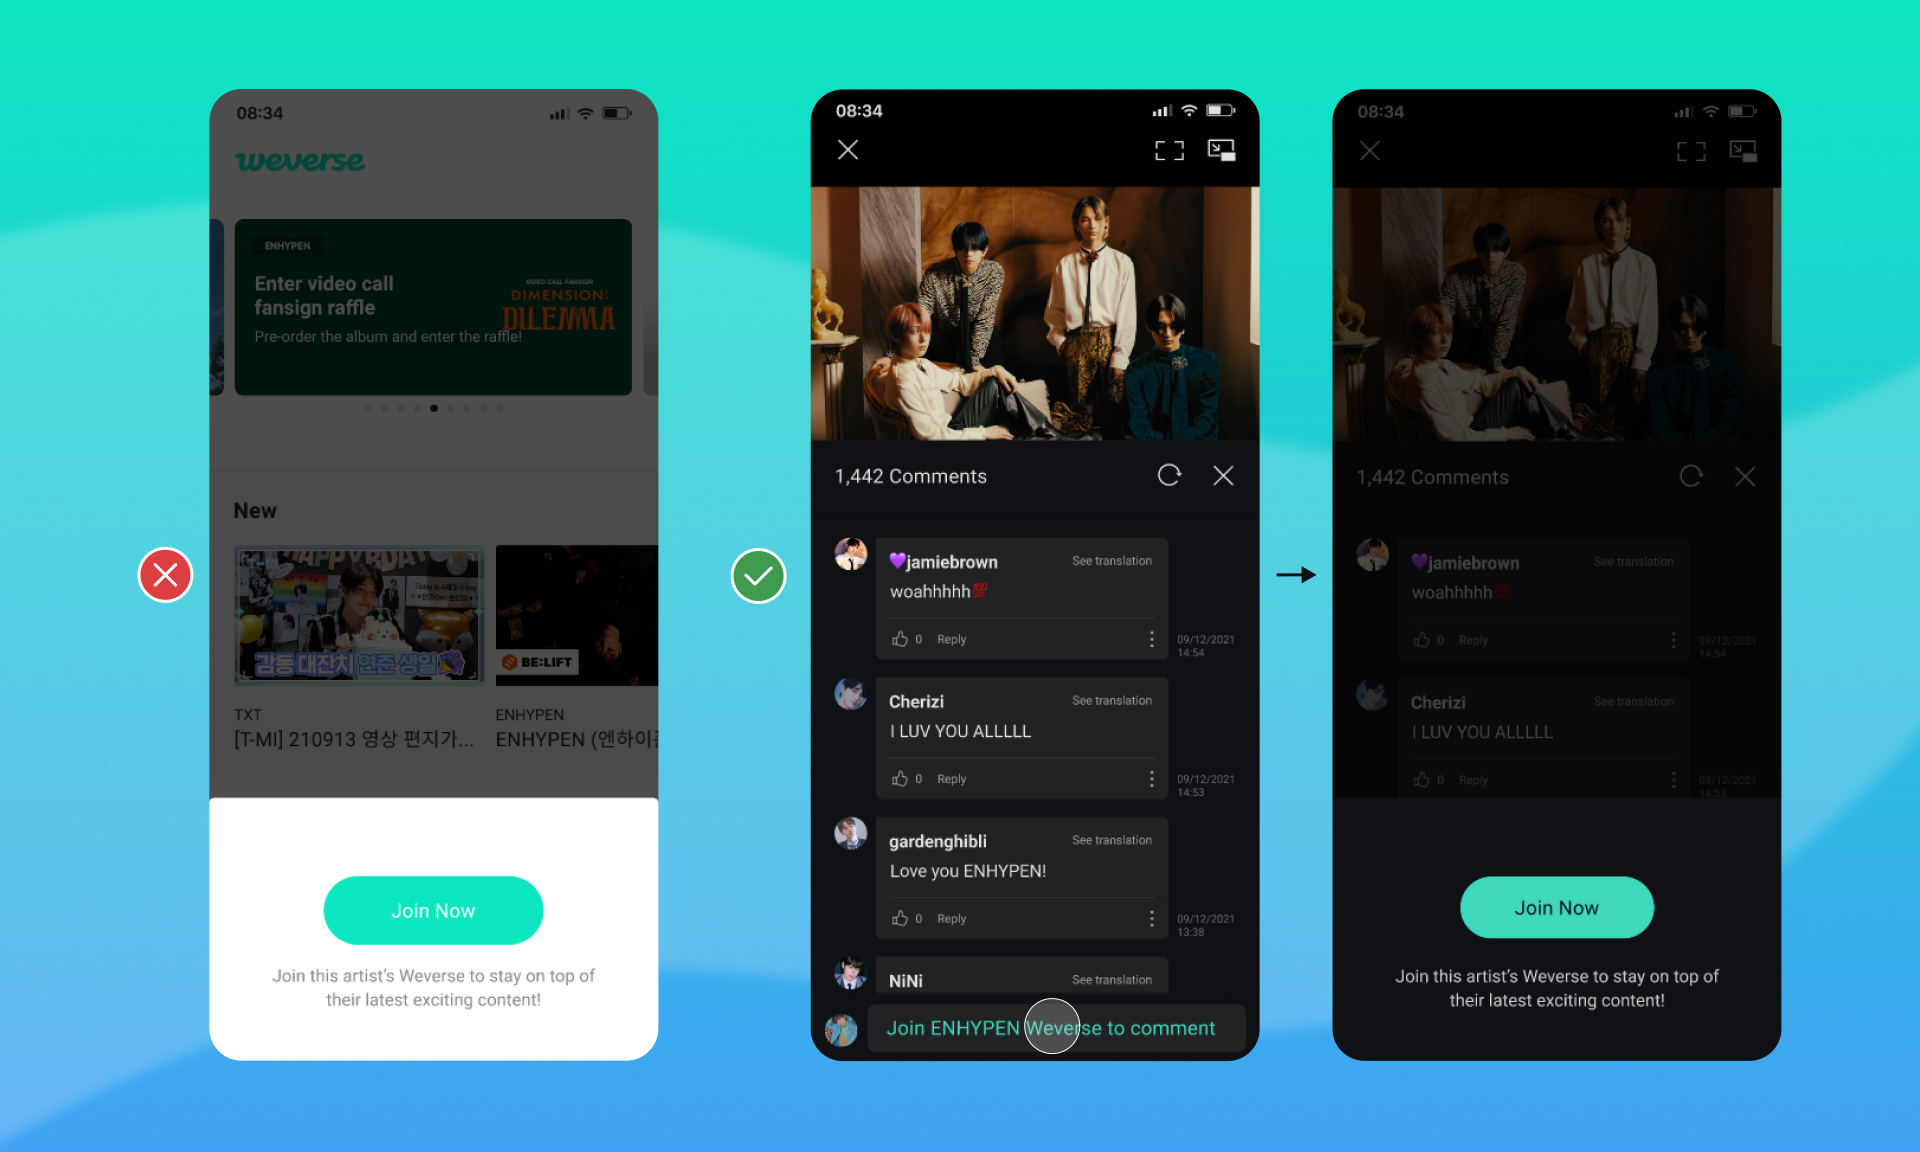 08:34
weverse
ENHYPEN
Enter video call
fansign raffle
Pre-order the album and enter the raffle!
VIDEO CALL FANSIGN
DIMENSION:
DILEMMA
New
HAPPY BDAY
감동 대잔치 연준 생일
BE:LIFT
TXT
[T-MI] 210913 영상 편지가...
ENHYPEN
ENHYPEN (엔하이픈
Join Now
Join this artist's Weverse to stay on top of
their latest exciting content!
08:34
1,442 Comments
💜jamiebrown
See translation
woahhhhh💯
0 Reply
09/12/2021
14:54
Cherizi
See translation
I LUV YOU ALLLLL
0 Reply
09/12/2021
14:53
gardenghibli
See translation
Love you ENHYPEN!
0 Reply
09/12/2021
13:38
NiNi
See translation
Join ENHYPEN Weverse to comment
08:34
1,442 Comments
💜jamiebrown
See translation
woahhhhh💯
0 Reply
09/12/2021
14:54
Cherizi
See translation
I LUV YOU ALLLLL
0 Reply
09/12/2021
14:53
Join Now
Join this artist's Weverse to stay on top of
their latest exciting content!